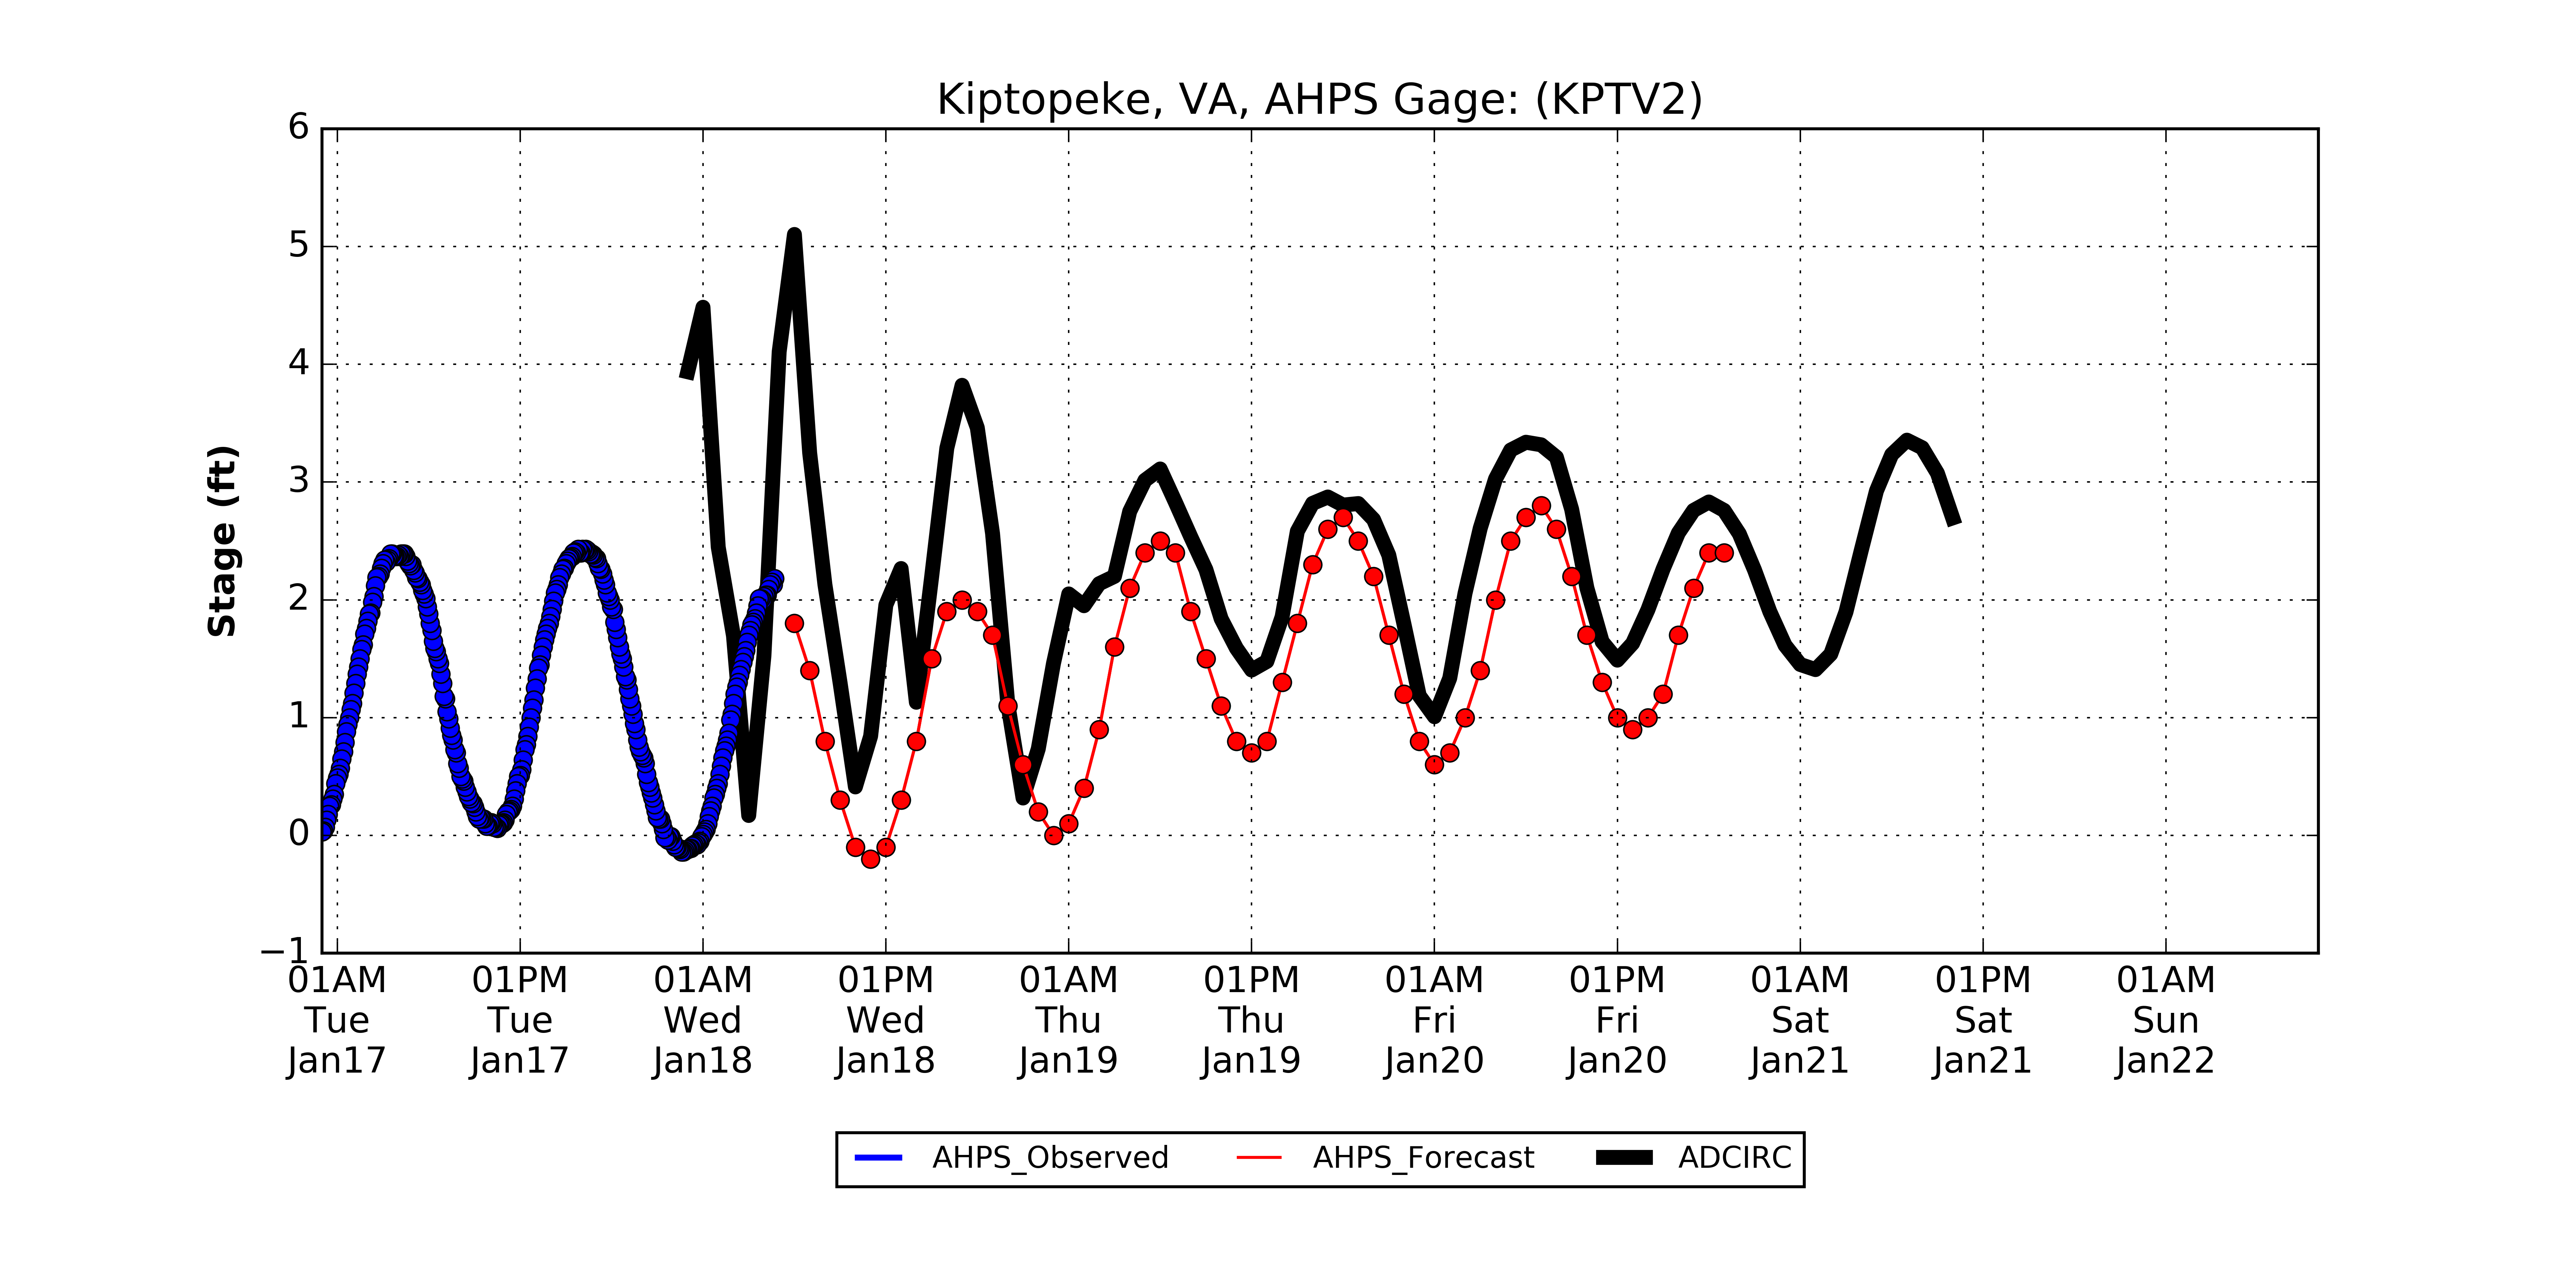 Kiptopeke, VA, AHPS Gage: (KPTV2)
6
5
4
3
2
1
0
−1
Stage (ft)
01AM 01PM 01AM 01PM 01AM 01PM 01AM 01PM 01AM 01PM 01AM
Tue Tue Wed Wed Thu Thu Fri Fri Sat Sat Sun
Jan17 Jan17 Jan18 Jan18 Jan19 Jan19 Jan20 Jan20 Jan21 Jan21 Jan22
AHPS_Observed AHPS_Forecast ADCIRC